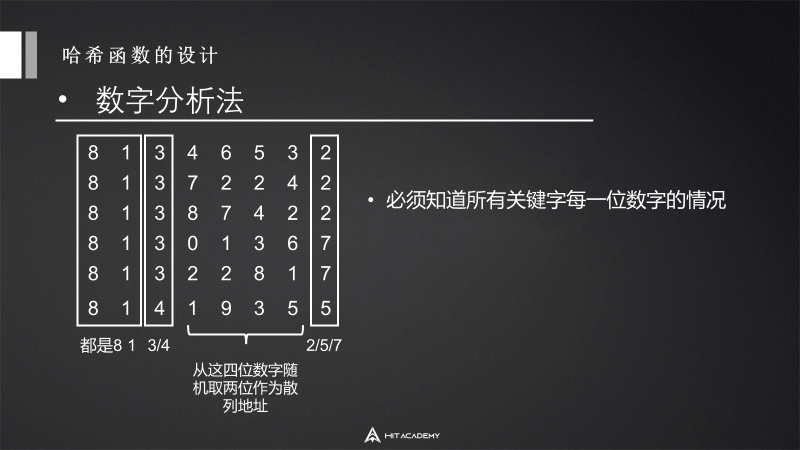 哈希函数的设计
• 数字分析法
8 1 3 4 6 5 3 2
8 1 3 7 2 2 4 2
8 1 3 8 7 4 2 2
8 1 3 0 1 3 6 7
8 1 3 2 2 8 1 7
8 1 4 1 9 3 5 5
• 必须知道所有关键字每一位数字的情况
都是8 1 3/4 2/5/7
从这四位数字随
机取两位作为散
列地址
HIT ACADEMY